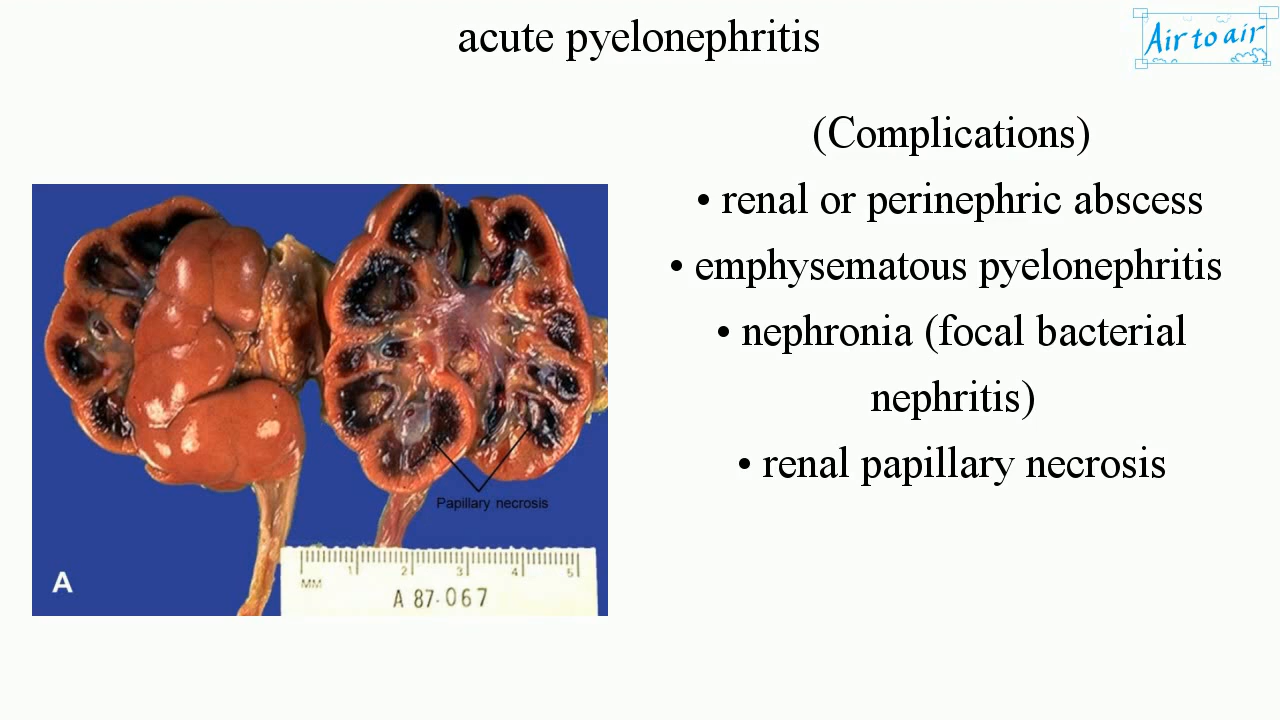 acute pyelonephritis
Air to air
(Complications)
• renal or perinephric abscess
• emphysematous pyelonephritis
• nephronia (focal bacterial
nephritis)
• renal papillary necrosis
Papillary necrosis
A
1 2 3 4 5
MM
A 87-067